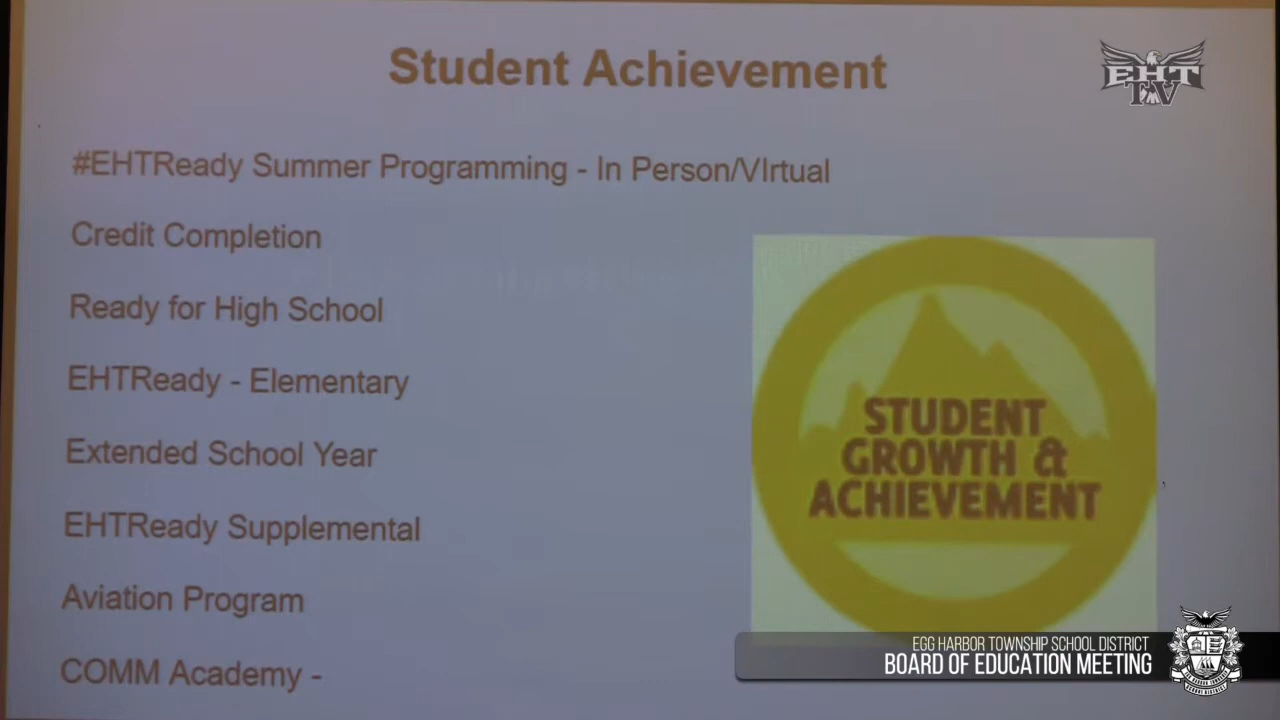 Student Achievement
EHT
TV
#EHTReady Summer Programming - In Person/VIrtual
Credit Completion
Ready for High School
EHTReady - Elementary
Extended School Year
EHTReady Supplemental
Aviation Program
COMM Academy -
STUDENT
GROWTH &
ACHIEVEMENT
EGG HARBOR TOWNSHIP SCHOOL DISTRICT
BOARD OF EDUCATION MEETING